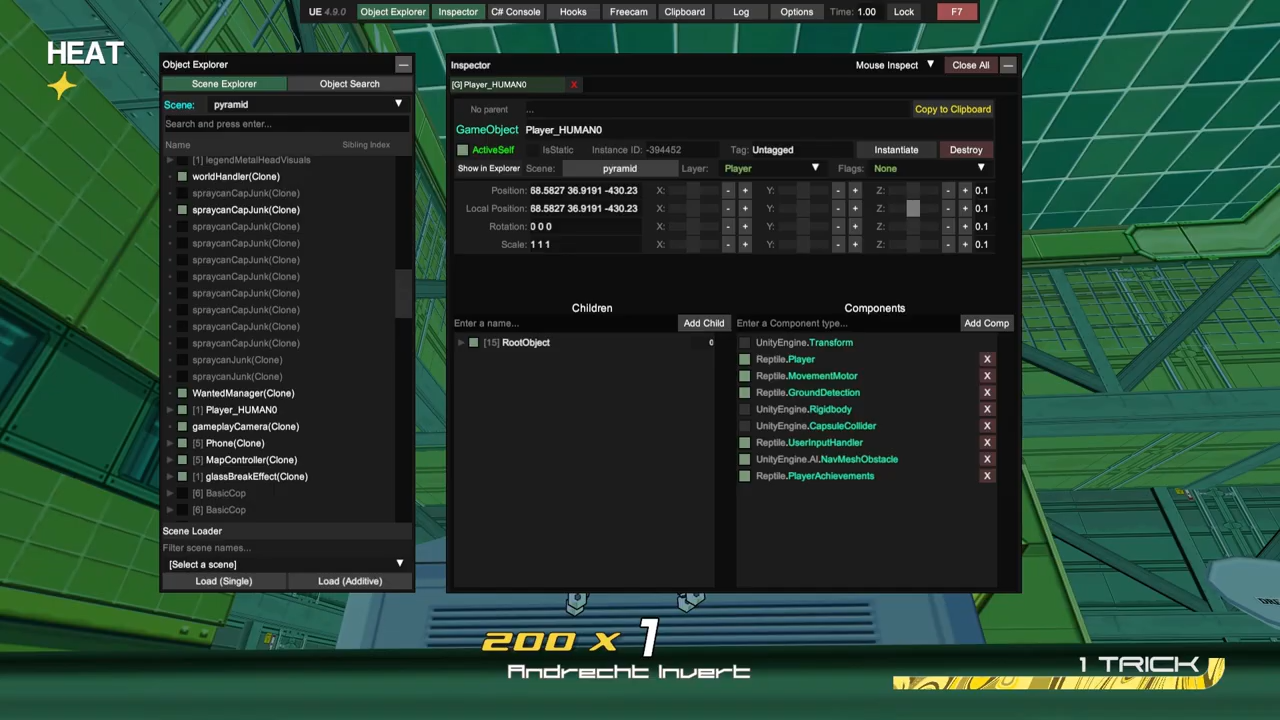 UE 4.9.0 Object Explorer Inspector C# Console Hooks Freecam Clipboard Log Options Time: 1.00 Lock F7
HEAT
Object Explorer —
Scene Explorer Object Search
Scene: pyramid ▼
Search and press enter...
Name Sibling Index
[1] legendMetalHeadVisuals
worldHandler(Clone)
spraycanCapJunk(Clone)
spraycanCapJunk(Clone)
spraycanCapJunk(Clone)
spraycanCapJunk(Clone)
spraycanCapJunk(Clone)
spraycanCapJunk(Clone)
spraycanCapJunk(Clone)
spraycanCapJunk(Clone)
spraycanCapJunk(Clone)
spraycanCapJunk(Clone)
spraycanJunk(Clone)
spraycanJunk(Clone)
WantedManager(Clone)
► [1] Player_HUMAN0
gameplayCamera(Clone)
► [5] Phone(Clone)
► [5] MapController(Clone)
► [1] glassBreakEffect(Clone)
► [6] BasicCop
► [6] BasicCop
Scene Loader
Filter scene names...
[Select a scene] ▼
Load (Single) Load (Additive)
Inspector Mouse Inspect ▼ Close All —
[G] Player_HUMAN0 X
No parent ... Copy to Clipboard
GameObject Player_HUMAN0
ActiveSelf IsStatic Instance ID: -394452 Tag: Untagged Instantiate Destroy
Show in Explorer Scene: pyramid Layer: Player ▼ Flags: None ▼
Position: 68.5827 36.9191 -430.23 X: - + Y: - + Z: - + 0.1
Local Position: 68.5827 36.9191 -430.23 X: - + Y: - + Z: - + 0.1
Rotation: 0 0 0 X: - + Y: - + Z: - + 0.1
Scale: 1 1 1 X: - + Y: - + Z: - + 0.1
Children
Enter a name... Add Child
► [15] RootObject 0
Components
Enter a Component type... Add Comp
UnityEngine.Transform
Reptile.Player X
Reptile.MovementMotor X
Reptile.GroundDetection X
UnityEngine.Rigidbody X
UnityEngine.CapsuleCollider X
Reptile.UserInputHandler X
UnityEngine.AI.NavMeshObstacle X
Reptile.PlayerAchievements X
200 x 1
Andrecht Invert
1 TRICK